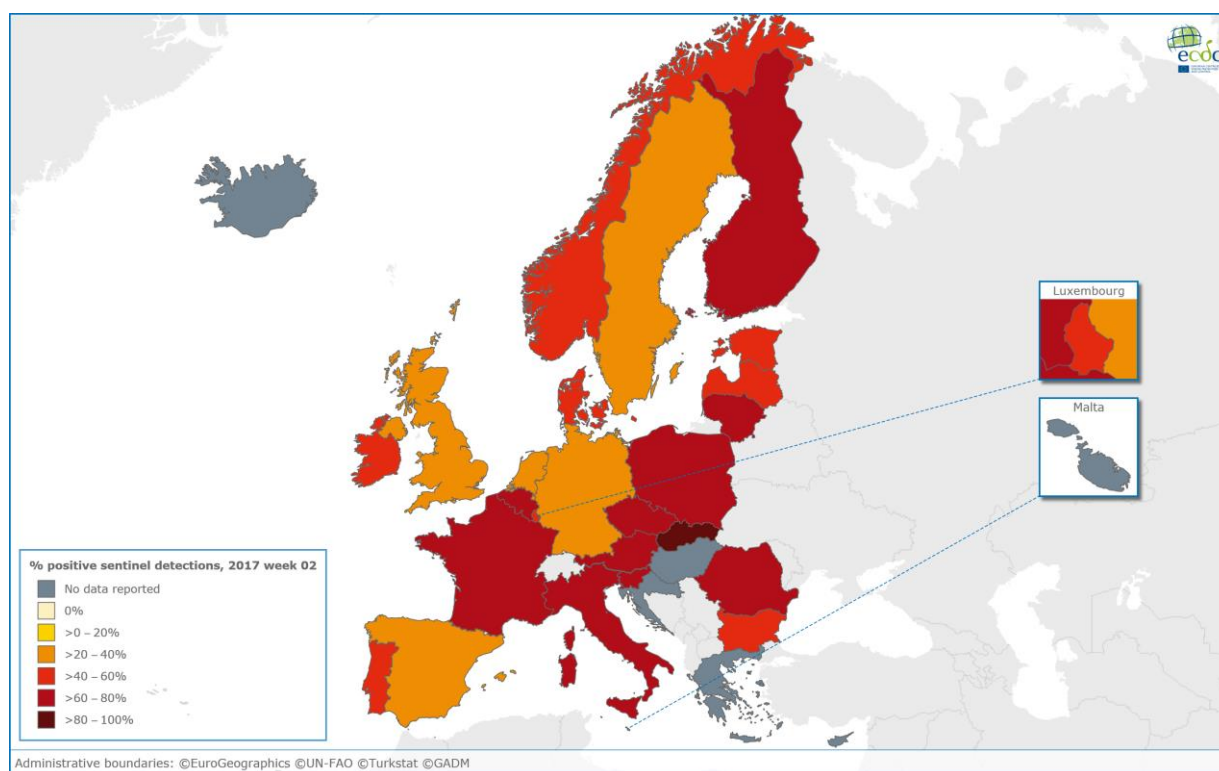 ecdc
Luxembourg
Malta
% positive sentinel detections, 2017 week 02
No data reported
0%
>0 – 20%
>20 – 40%
>40 – 60%
>60 – 80%
>80 – 100%
Administrative boundaries: ©EuroGeographics ©UN-FAO ©Turkstat ©GADM